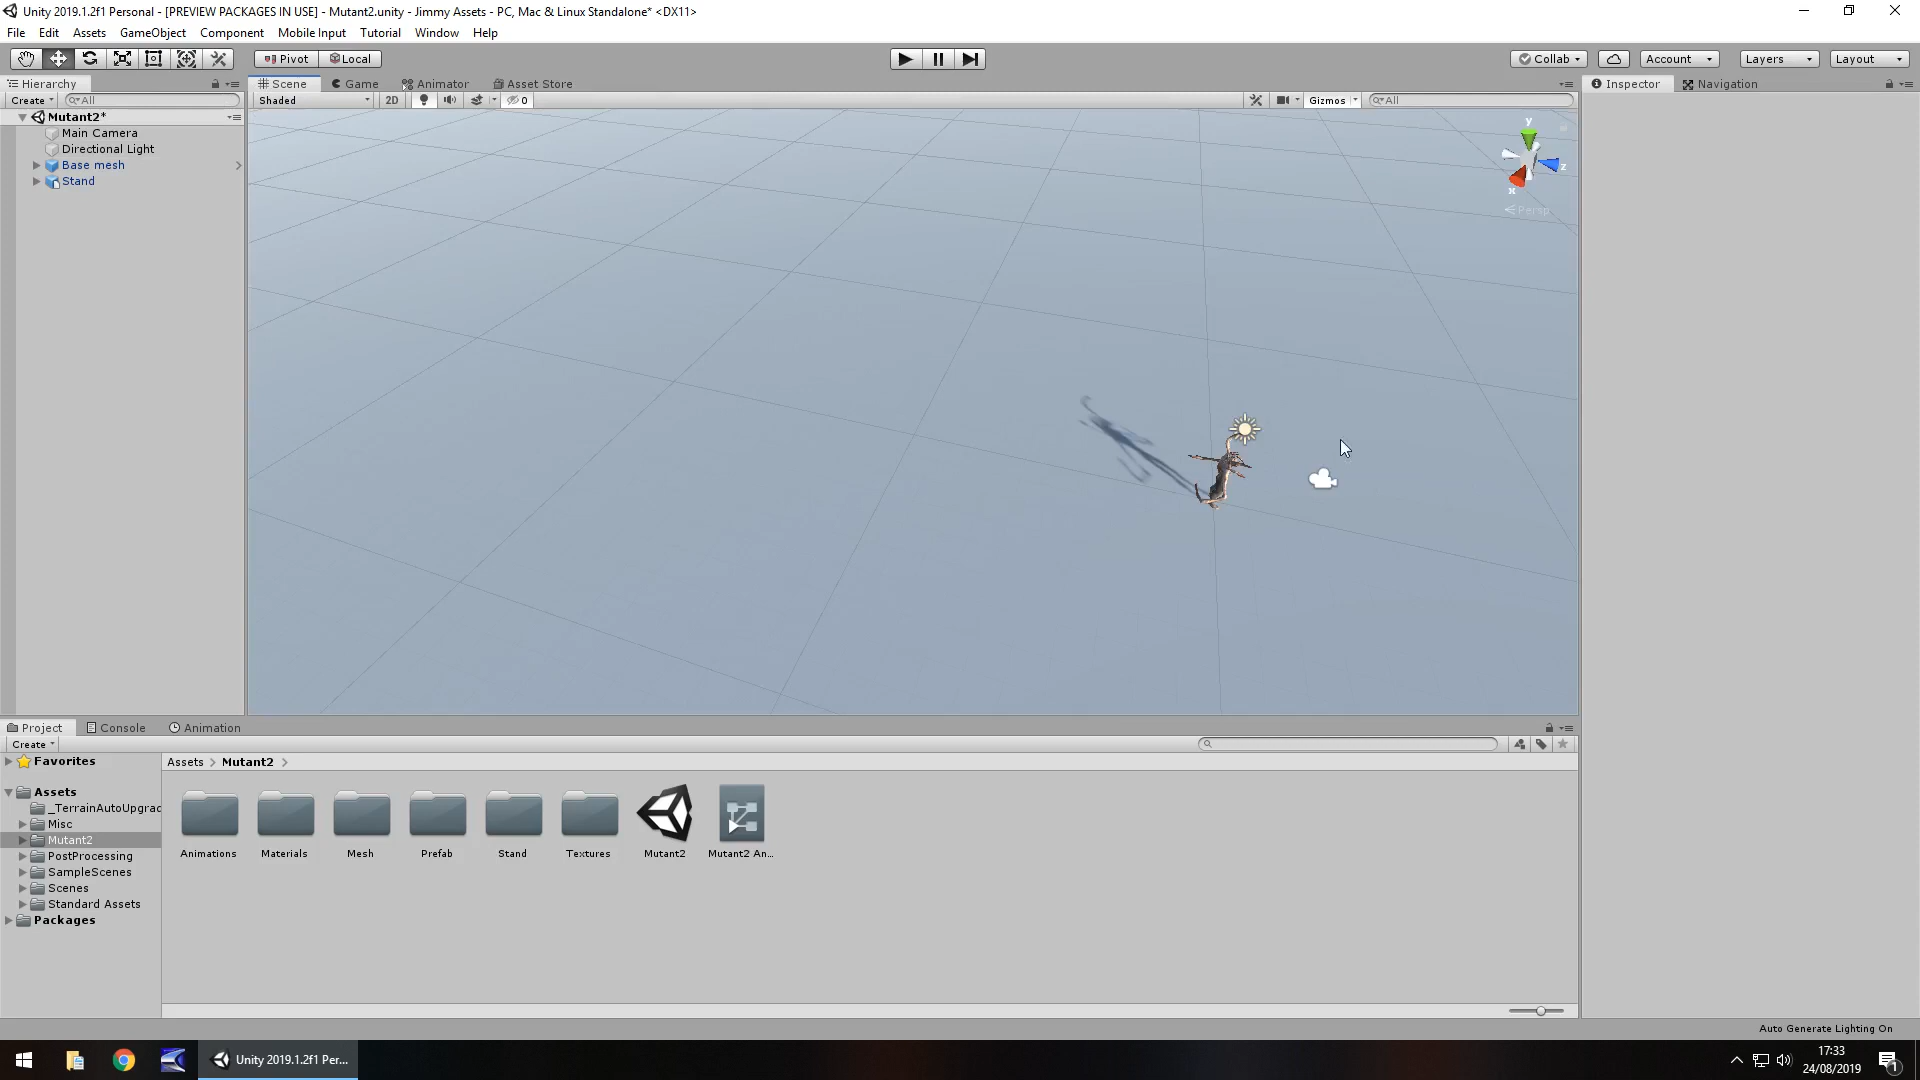 Unity 2019.1.2f1 Personal - [PREVIEW PACKAGES IN USE] - Mutant2.unity - Jimmy Assets - PC, Mac & Linux Standalone* <DX11>
File Edit Assets GameObject Component Mobile Input Tutorial Window Help
Pivot Local Collab Account Layers Layout
Hierarchy Scene Game Animator Asset Store Inspector Navigation
Create All Shaded 2D 0 Gizmos All
Mutant2*
Main Camera
Directional Light
Base mesh
Stand
y
z
x
Persp
Project Console Animation
Create
Favorites
Assets > Mutant2 >
Assets
_TerrainAutoUpgrac
Misc
Mutant2
PostProcessing
SampleScenes
Scenes
Standard Assets
Packages
Animations Materials Mesh Prefab Stand Textures Mutant2 Mutant2 An...
Auto Generate Lighting On
Unity 2019.1.2f1 Per...
17:33
24/08/2019
1